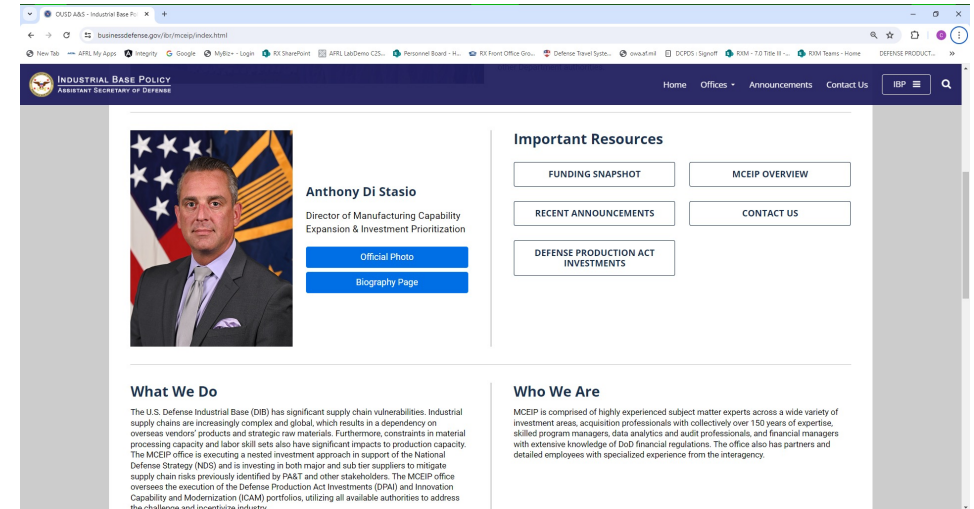 OUSD A&S - Industrial Base Po
businessdefense.gov/ibr/mceip/index.html
New Tab
AFRL My Apps
Integrity
Google
MyBiz+ - Login
RX SharePoint
AFRL LabDemo C2S...
Personnel Board - H...
RX Front Office Gro...
Defense Travel Syste...
owa.af.mil
DCPDS : Signoff
RXM - 7.0 Title III -...
RXM Teams - Home
DEFENSE PRODUCT...
INDUSTRIAL BASE POLICY
ASSISTANT SECRETARY OF DEFENSE
Home
Offices
Announcements
Contact Us
IBP
Anthony Di Stasio
Director of Manufacturing Capability
Expansion & Investment Prioritization
Official Photo
Biography Page
Important Resources
FUNDING SNAPSHOT
MCEIP OVERVIEW
RECENT ANNOUNCEMENTS
CONTACT US
DEFENSE PRODUCTION ACT
INVESTMENTS
What We Do
The U.S. Defense Industrial Base (DIB) has significant supply chain vulnerabilities. Industrial
supply chains are increasingly complex and global, which results in a dependency on
overseas vendors' products and strategic raw materials. Furthermore, constraints in material
processing capacity and labor skill sets also have significant impacts to production capacity.
The MCEIP office is executing a nested investment approach in support of the National
Defense Strategy (NDS) and is investing in both major and sub tier suppliers to mitigate
supply chain risks previously identified by PA&T and other stakeholders. The MCEIP office
oversees the execution of the Defense Production Act Investments (DPAI) and Innovation
Capability and Modernization (ICAM) portfolios, utilizing all available authorities to address
the challenge and incentivize industry.
Who We Are
MCEIP is comprised of highly experienced subject matter experts across a wide variety of
investment areas, acquisition professionals with collectively over 150 years of expertise,
skilled program managers, data analytics and audit professionals, and financial managers
with extensive knowledge of DoD financial regulations. The office also has partners and
detailed employees with specialized experience from the interagency.